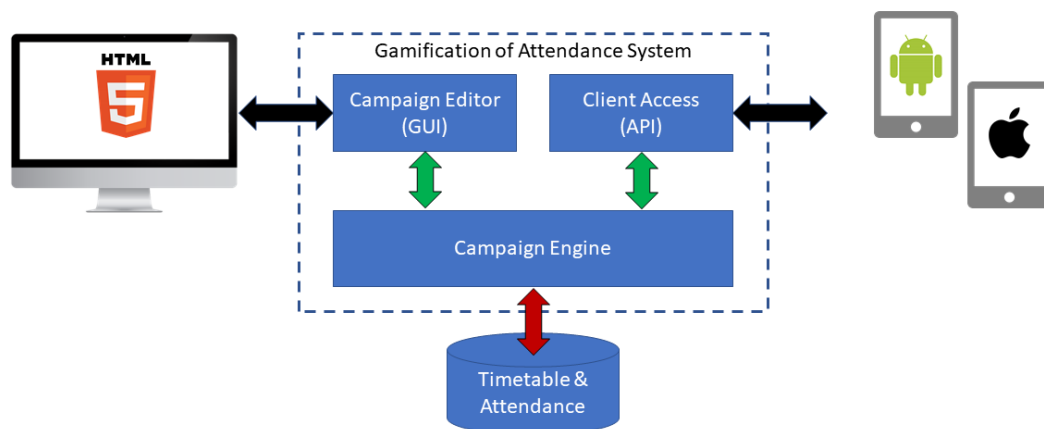 Gamification of Attendance System
HTML
5
Campaign Editor
(GUI)
Client Access
(API)
Campaign Engine
Timetable &
Attendance